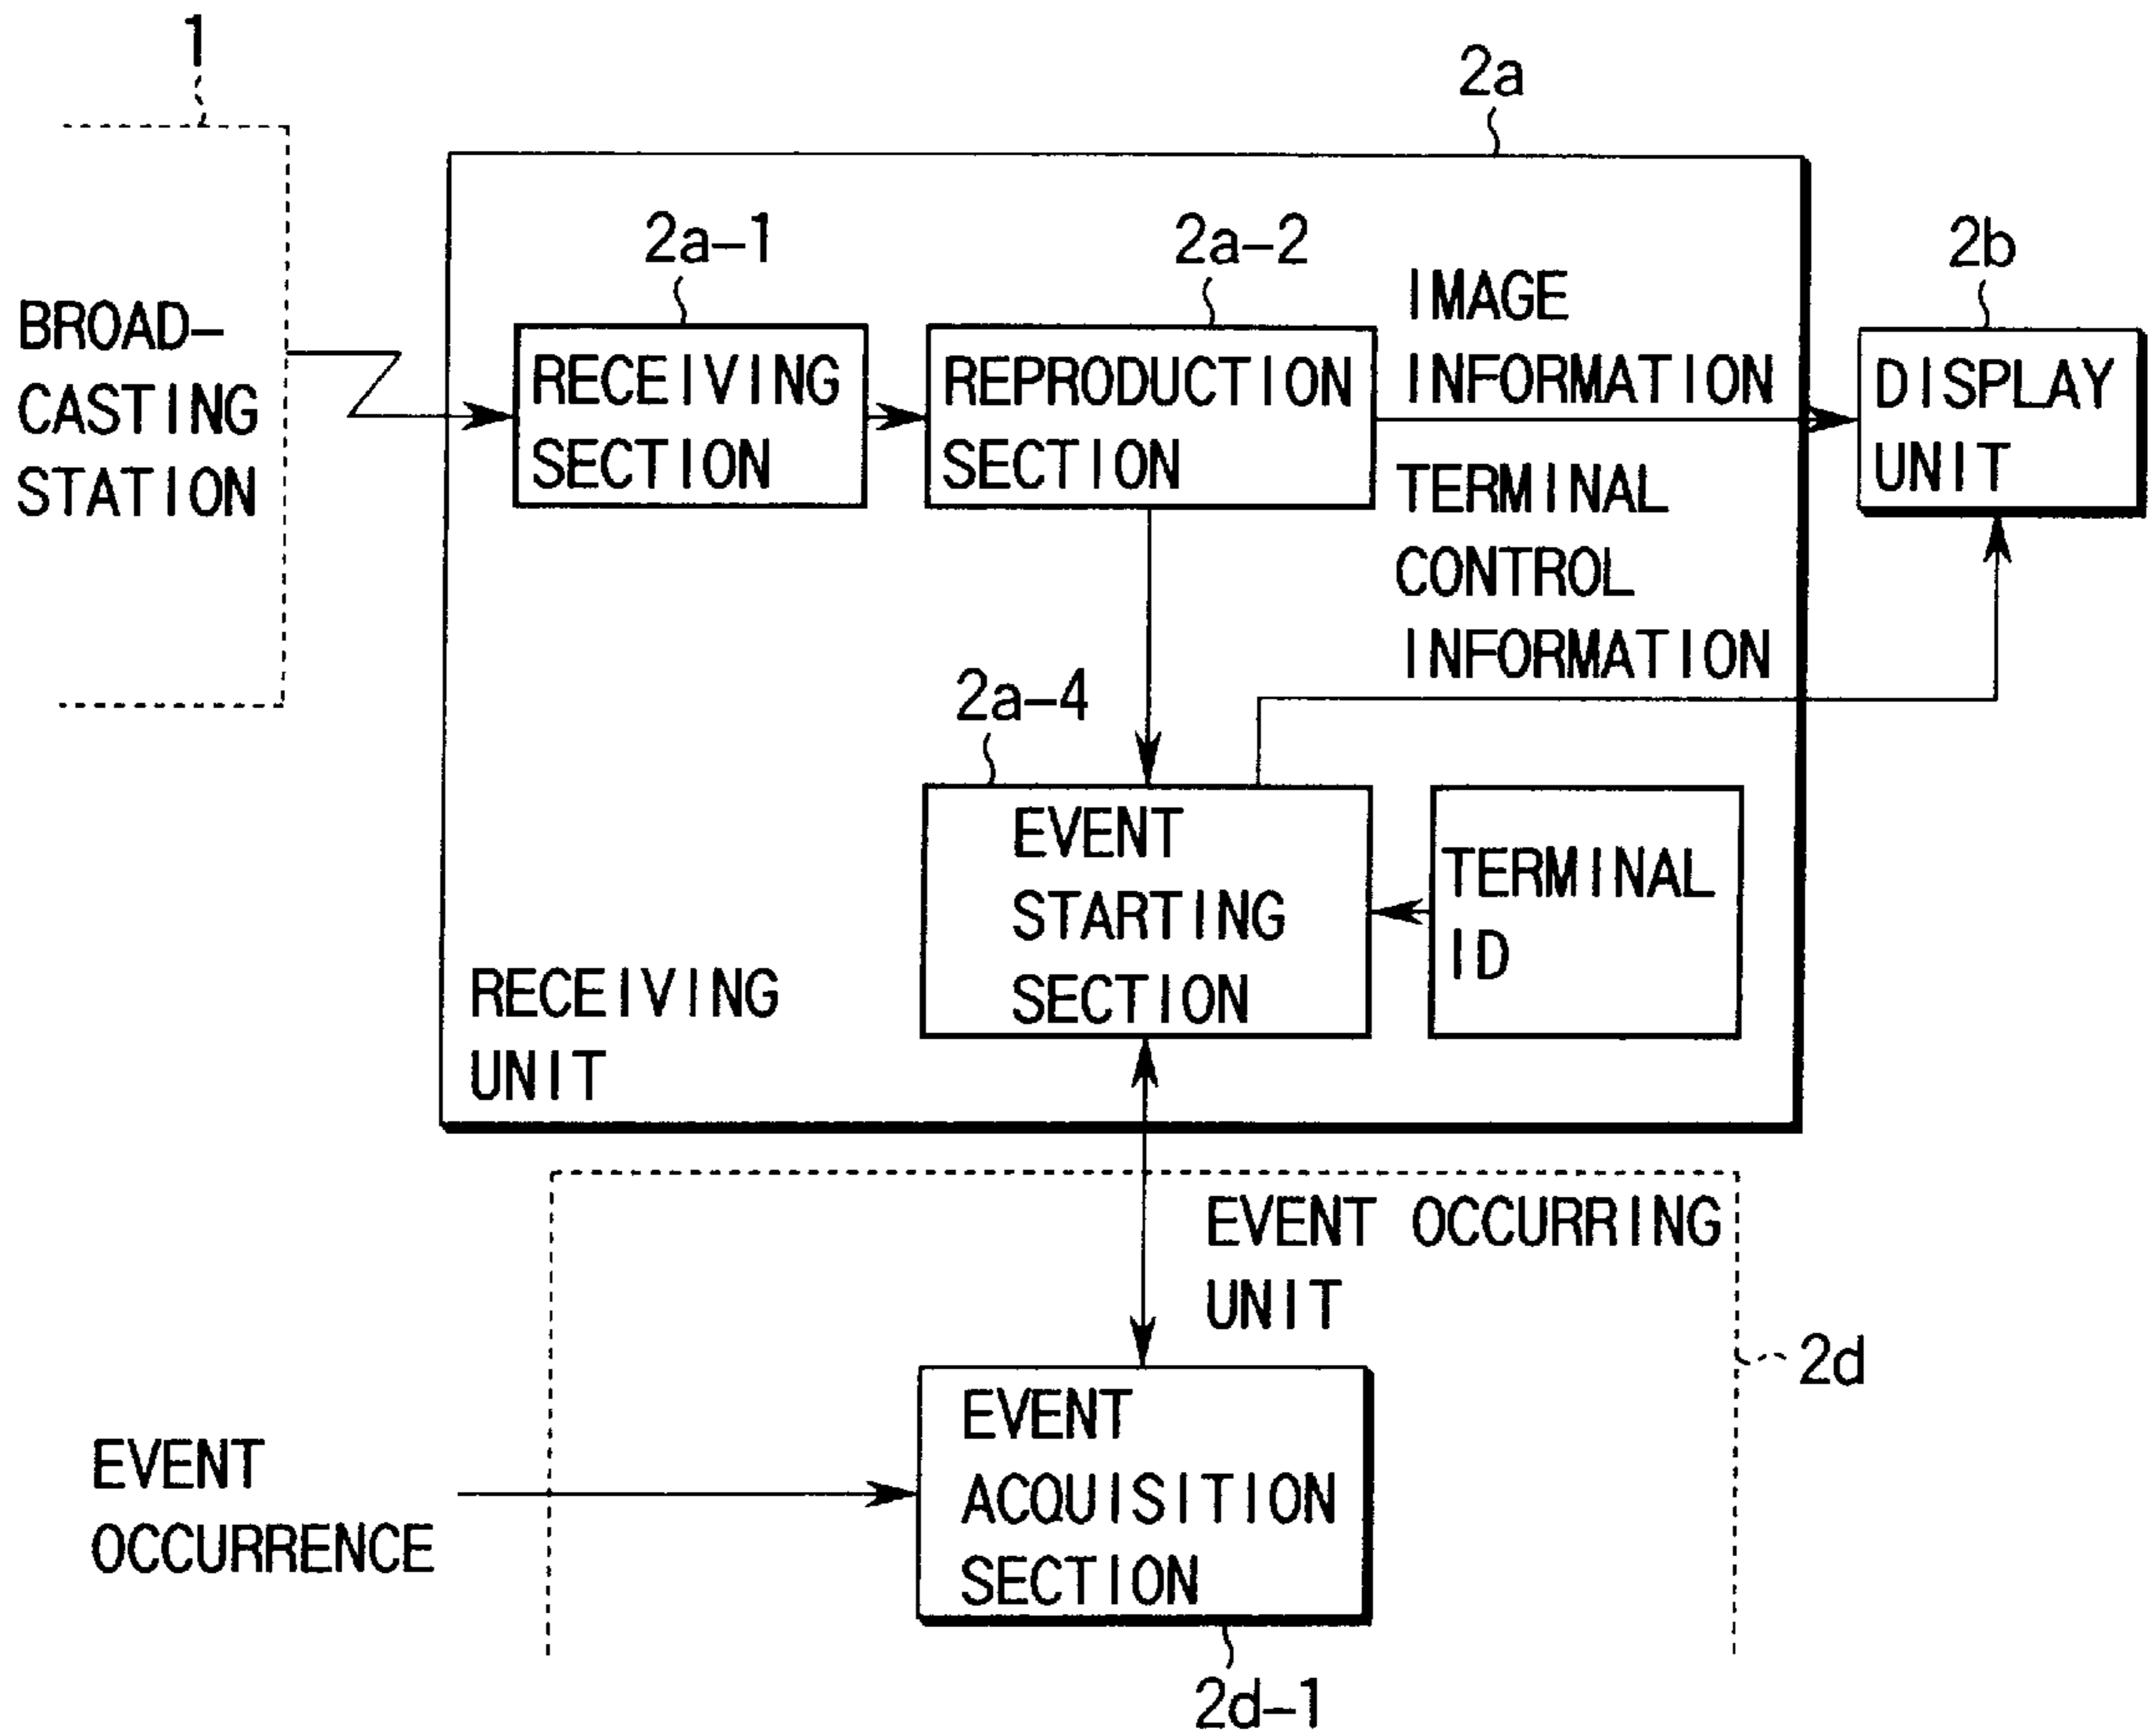 1
2a
2a-1
2a-2
2b
BROAD-
CASTING
STATION
RECEIVING
SECTION
REPRODUCTION
SECTION
IMAGE
INFORMATION
DISPLAY
UNIT
TERMINAL
CONTROL
INFORMATION
2a-4
EVENT
STARTING
SECTION
TERMINAL
ID
RECEIVING
UNIT
EVENT OCCURRING
UNIT
2d
EVENT
OCCURRENCE
EVENT
ACQUISITION
SECTION
2d-1